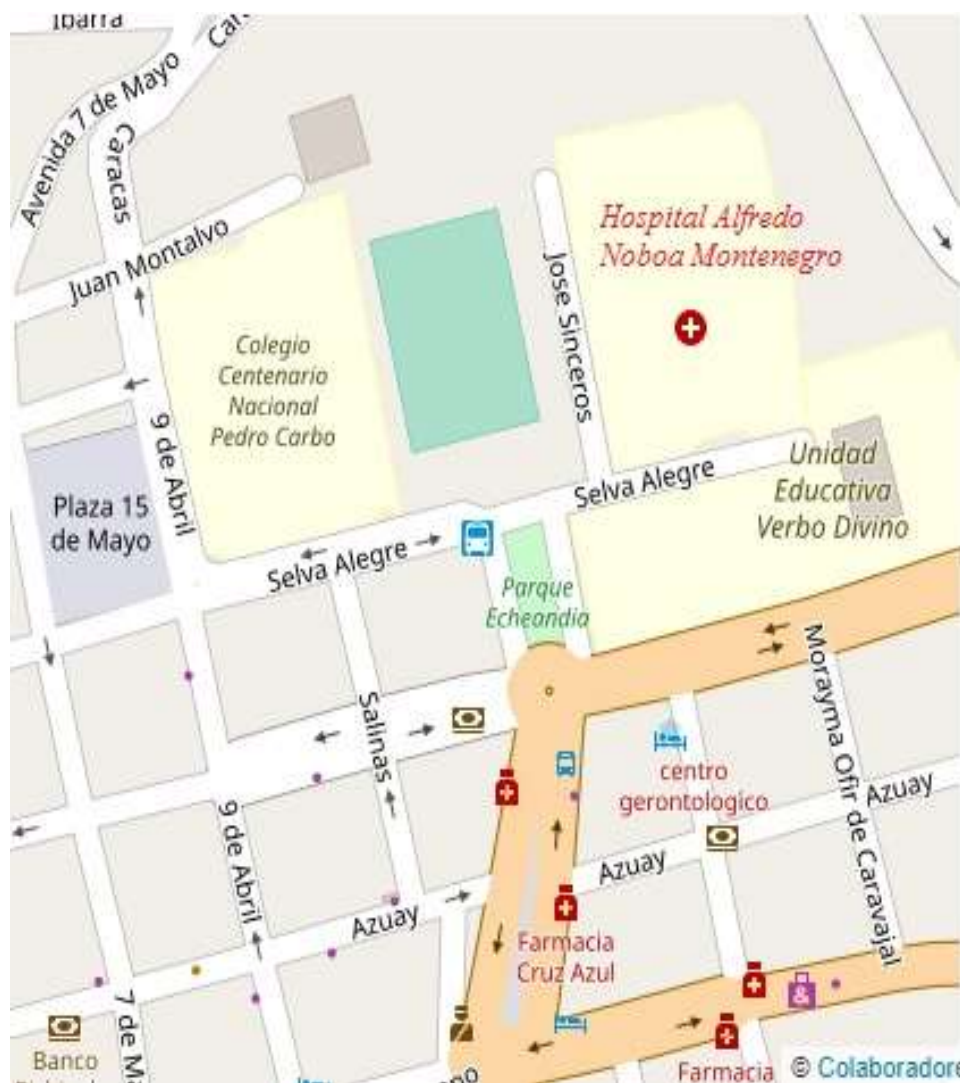 Ibarra
Avenida 7 de Mayo
Caracas
Juan Montalvo
Hospital Alfredo
Noboa Montenegro
Jose Sinceros
Colegio
Centenario
Nacional
Pedro Carbo
9 de Abril
Plaza 15
de Mayo
Selva Alegre
Unidad
Educativa
Verbo Divino
Selva Alegre
Parque
Echeandia
Salinas
Morayma Ofir de Caravajal
centro
gerontologico
Azuay
Azuay
9 de Abril
Azuay
Farmacia
Cruz Azul
7 de
Banco
Farmacia
© Colaboradore